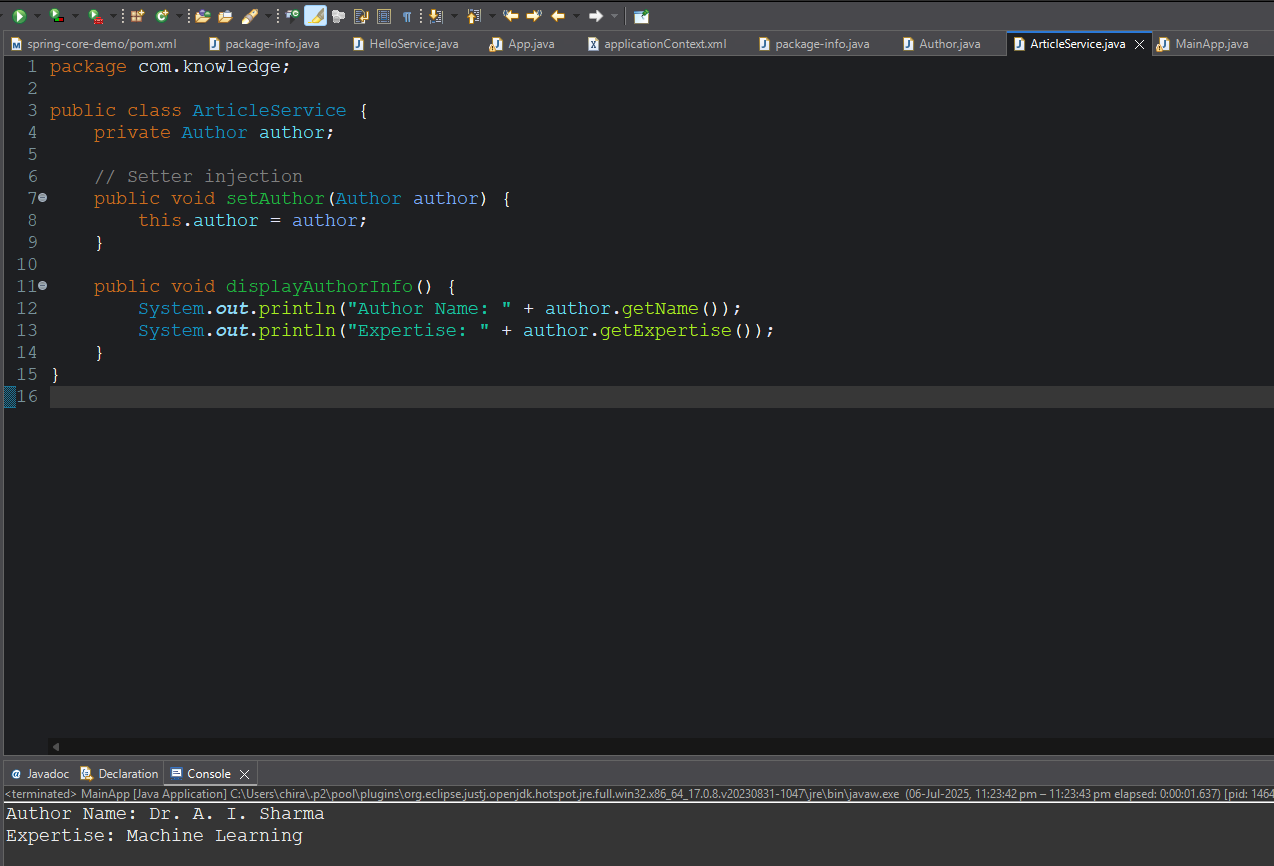 spring-core-demo/pom.xml package-info.java HelloService.java App.java applicationContext.xml package-info.java Author.java ArticleService.java MainApp.java
1 package com.knowledge;
2
3 public class ArticleService {
4     private Author author;
5
6     // Setter injection
7     public void setAuthor(Author author) {
8         this.author = author;
9     }
10
11     public void displayAuthorInfo() {
12         System.out.println("Author Name: " + author.getName());
13         System.out.println("Expertise: " + author.getExpertise());
14     }
15 }
16
Javadoc Declaration Console
<terminated> MainApp [Java Application] C:\Users\chira\.p2\pool\plugins\org.eclipse.justj.openjdk.hotspot.jre.full.win32.x86_64_17.0.8.v20230831-1047\jre\bin\javaw.exe (06-Jul-2025, 11:23:42 pm – 11:23:43 pm elapsed: 0:00:01.637) [pid: 1464
Author Name: Dr. A. I. Sharma
Expertise: Machine Learning